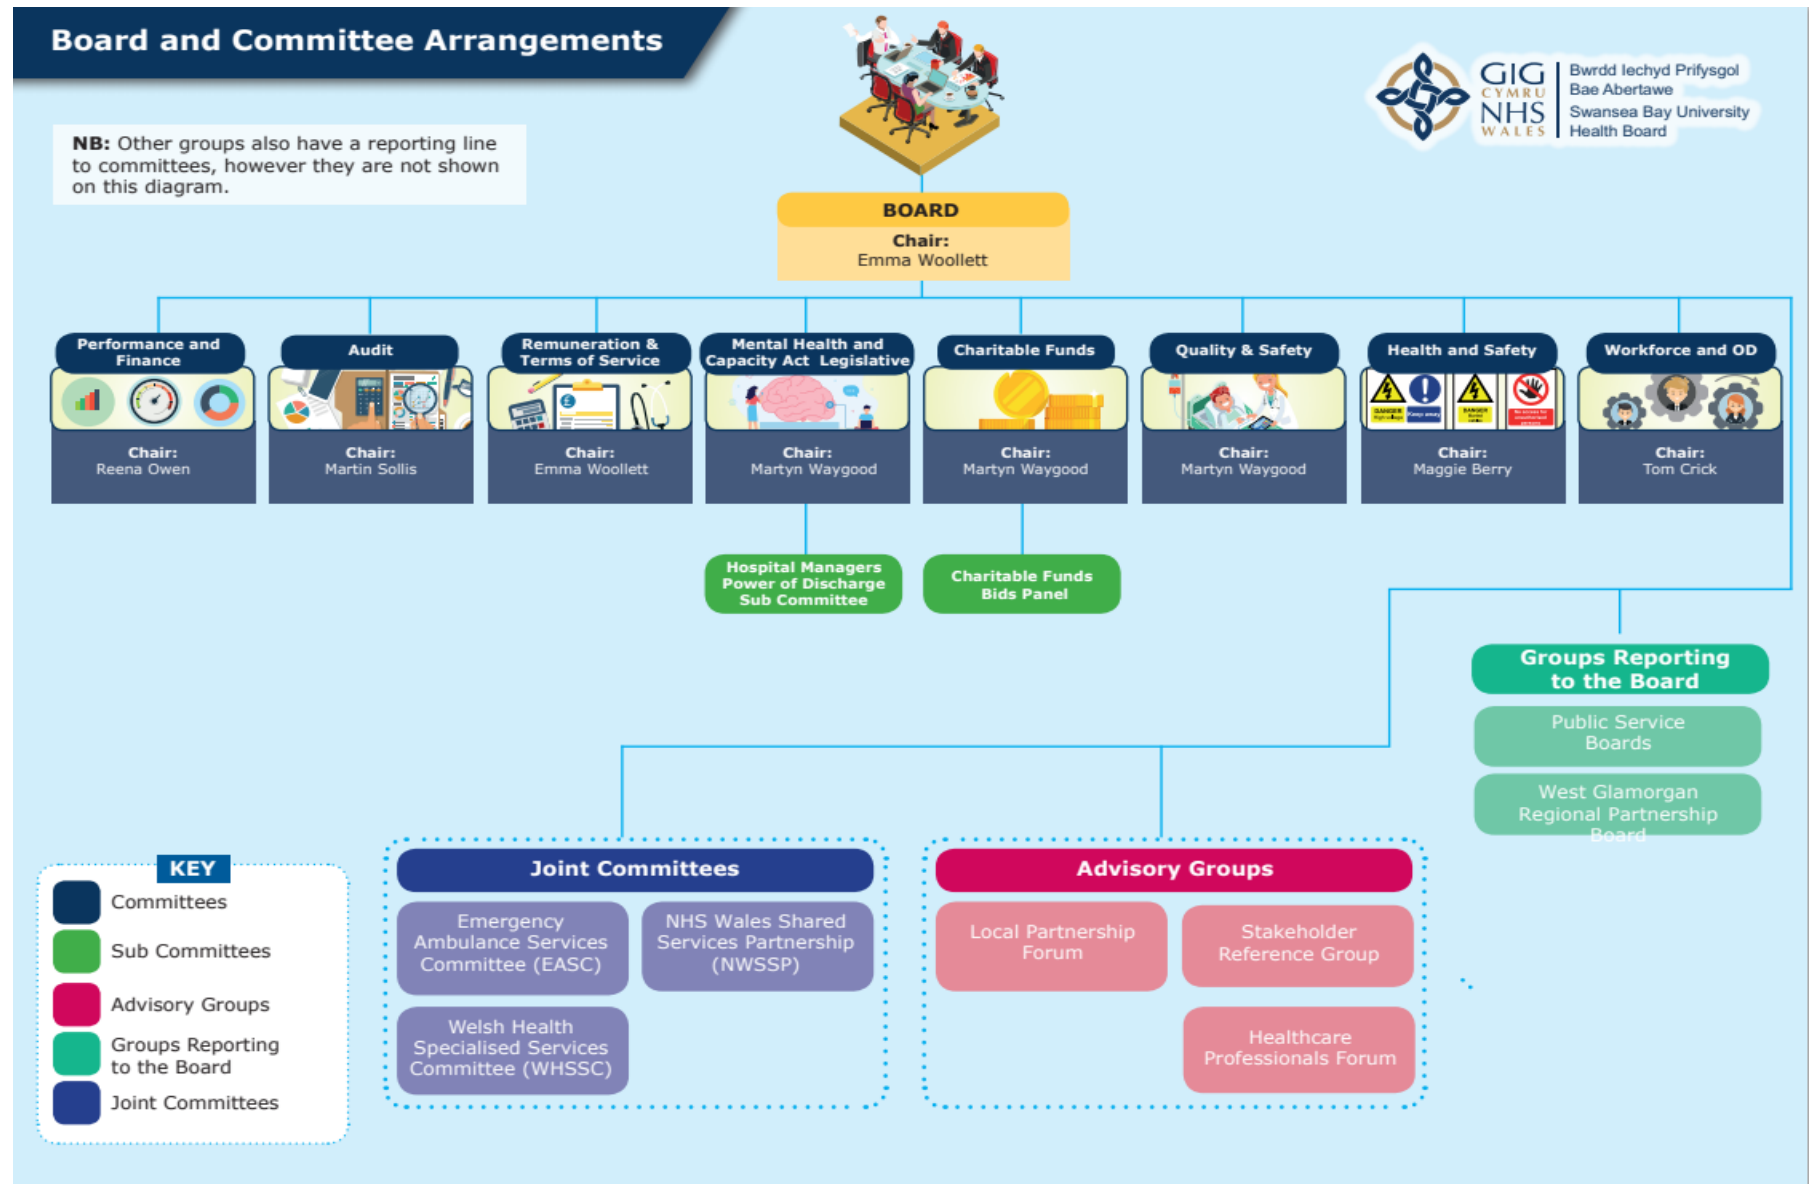 Board and Committee Arrangements
GIG
CYMRU
NHS
WALES
Bwrdd Iechyd Prifysgol
Bae Abertawe
Swansea Bay University
Health Board
NB: Other groups also have a reporting line
to committees, however they are not shown
on this diagram.
BOARD
Chair:
Emma Woollett
Performance and
Finance
Chair:
Reena Owen
Audit
Chair:
Martin Sollis
Remuneration &
Terms of Service
£
Chair:
Emma Woollett
Mental Health and
Capacity Act Legislative
Chair:
Martyn Waygood
Charitable Funds
Chair:
Martyn Waygood
Quality & Safety
Chair:
Martyn Waygood
Health and Safety
DANGER
Keep away
DANGER
Chair:
Maggie Berry
Workforce and OD
Chair:
Tom Crick
Hospital Managers
Power of Discharge
Sub Committee
Charitable Funds
Bids Panel
Groups Reporting
to the Board
Public Service
Boards
West Glamorgan
Regional Partnership
Board
Joint Committees
Emergency
Ambulance Services
Committee (EASC)
NHS Wales Shared
Services Partnership
(NWSSP)
Welsh Health
Specialised Services
Committee (WHSSC)
Advisory Groups
Local Partnership
Forum
Stakeholder
Reference Group
Healthcare
Professionals Forum
KEY
Committees
Sub Committees
Advisory Groups
Groups Reporting
to the Board
Joint Committees